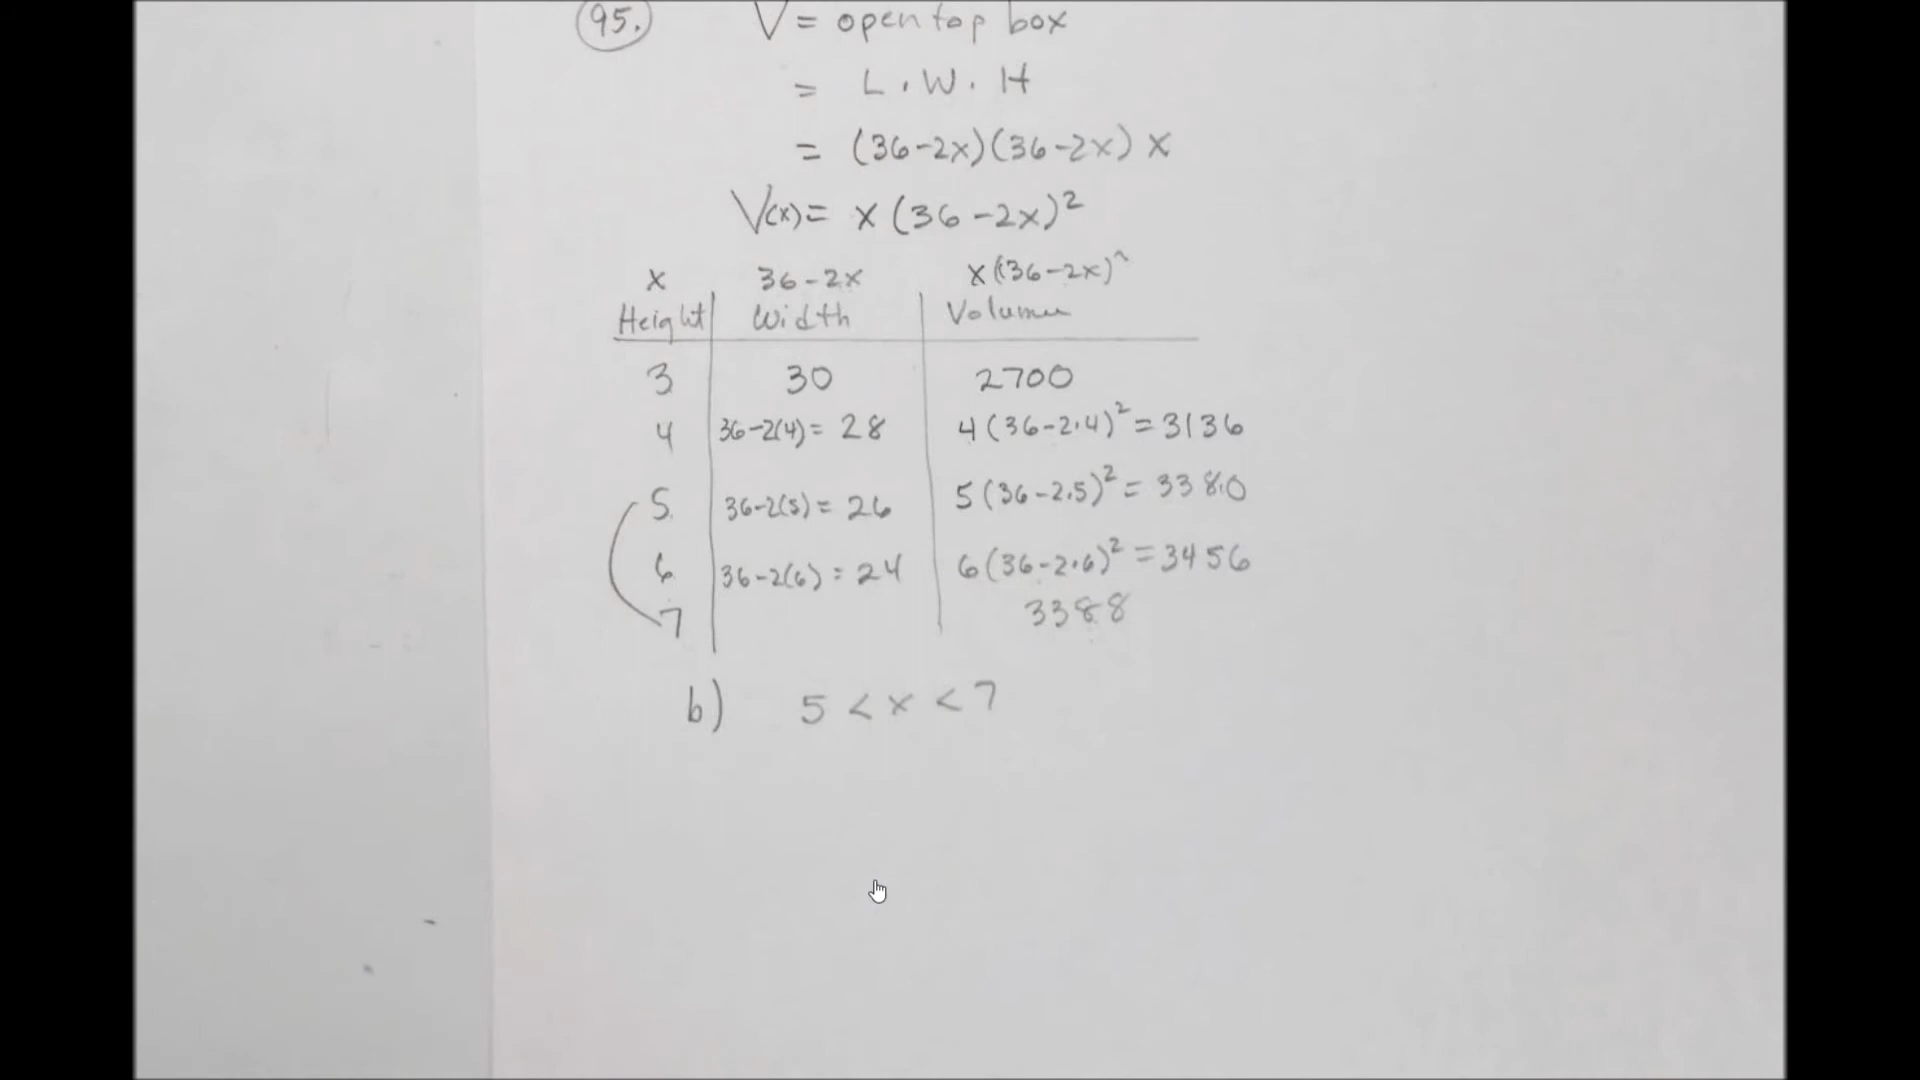 95. V = open top box
= L . W . H
= (36-2x)(36-2x) x
V(x) = x (36-2x)²
x 36-2x x(36-2x)²
Height Width Volume
3 30 2700
4 36-2(4) = 28 4(36-2·4)² = 3136
5 36-2(5) = 26 5(36-2·5)² = 3380
6 36-2(6) = 24 6(36-2·6)² = 3456
7 3388
b) 5 < x < 7